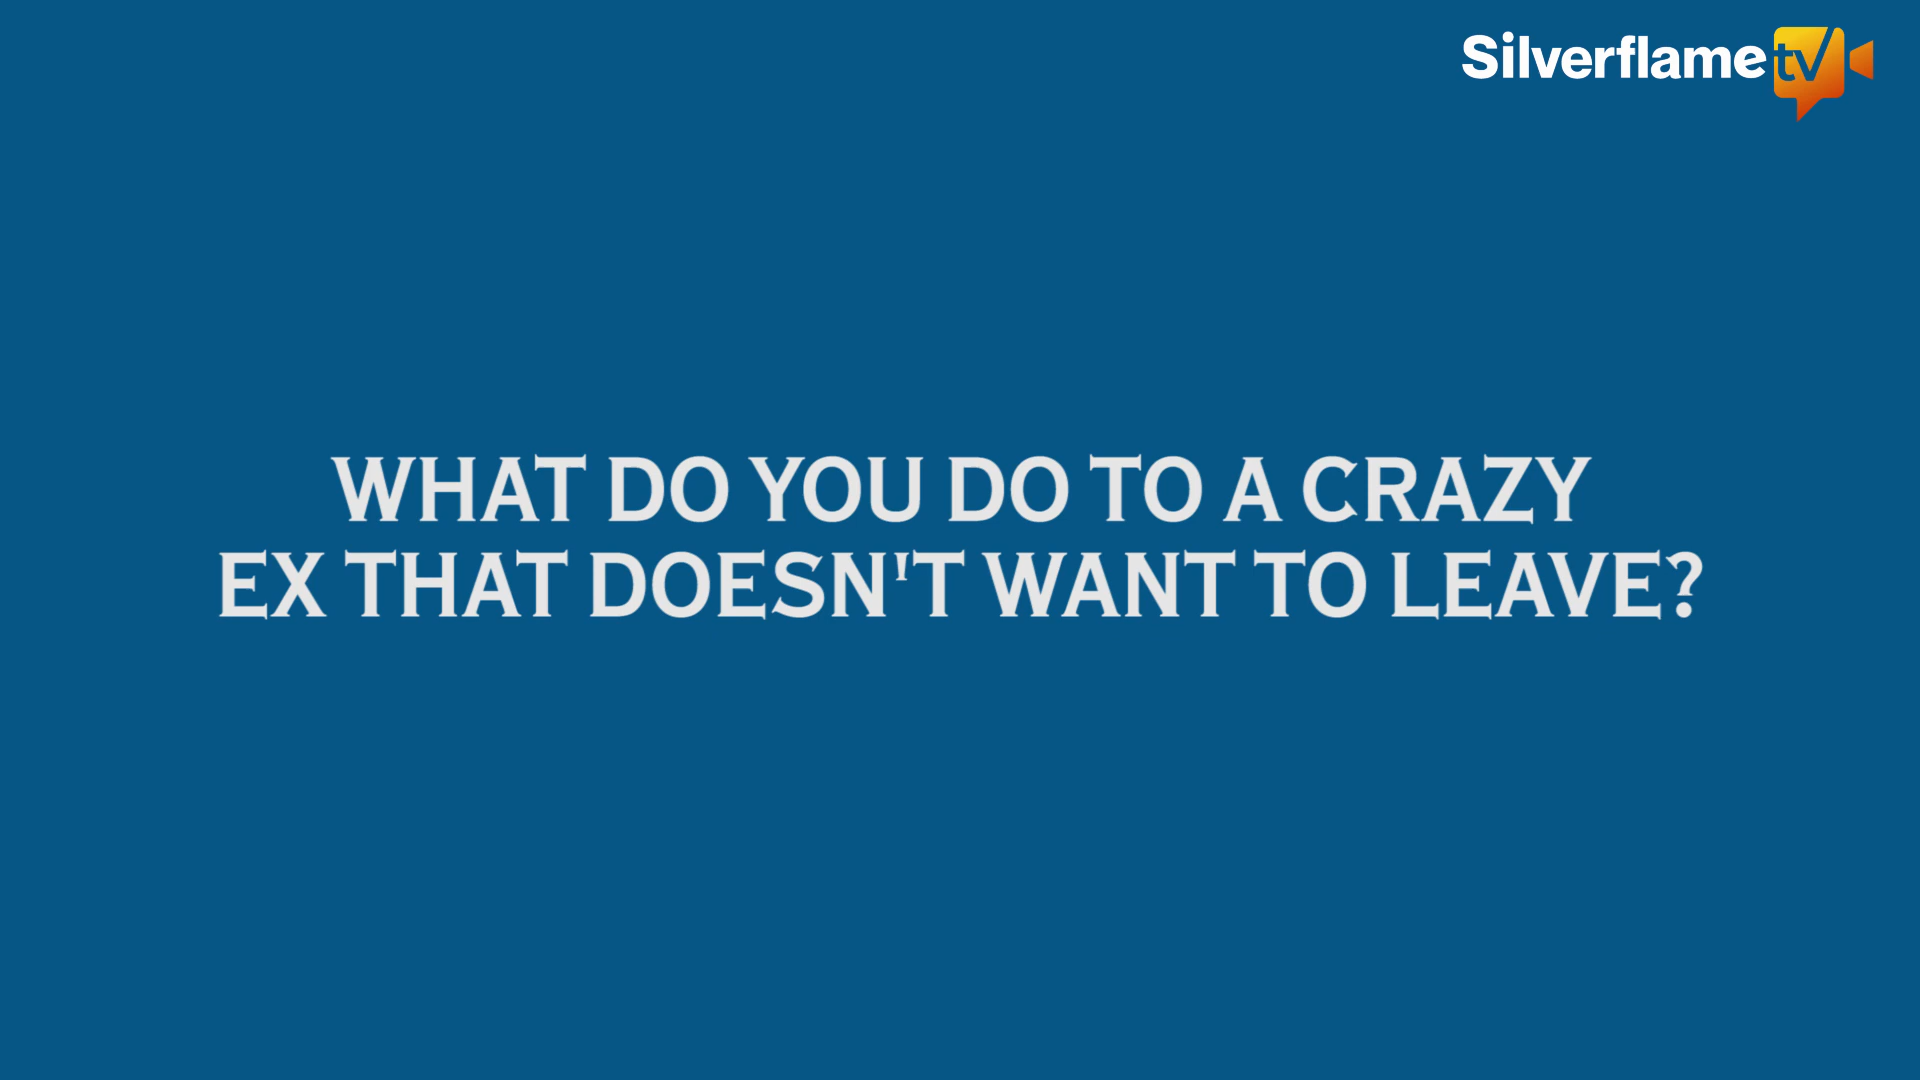 Silverflame tv
WHAT DO YOU DO TO A CRAZY
EX THAT DOESN'T WANT TO LEAVE?